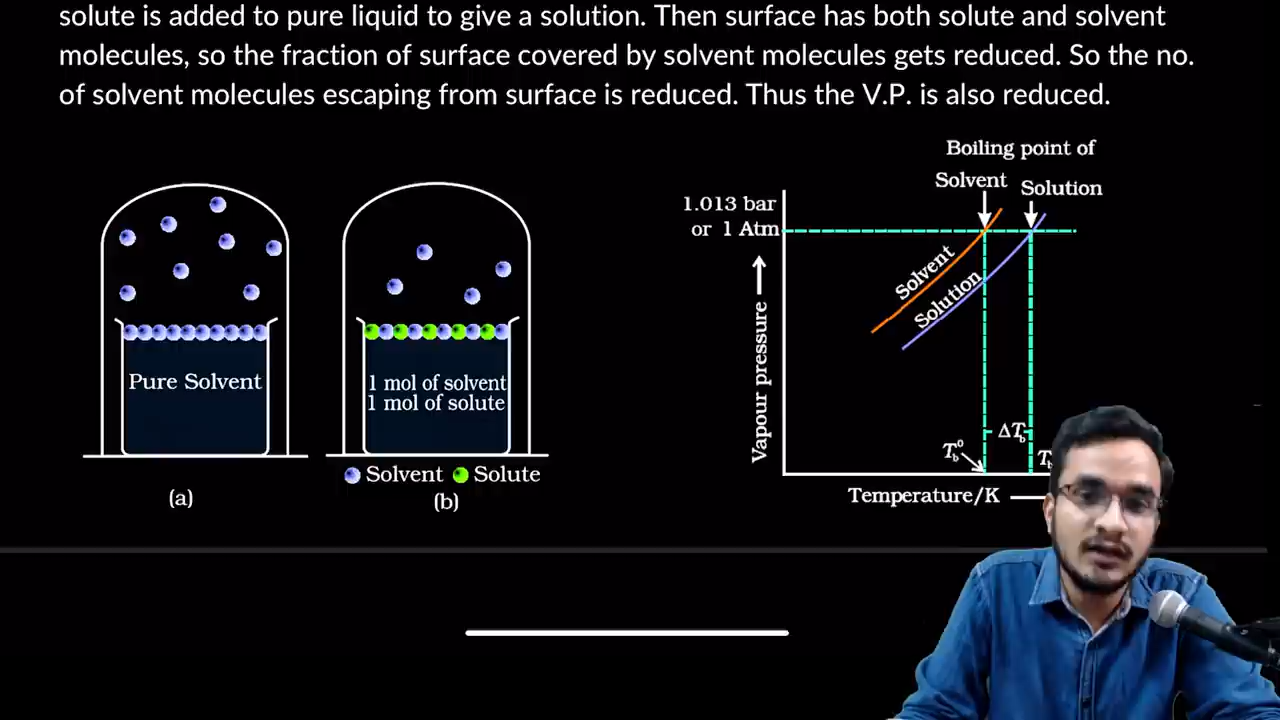 solute is added to pure liquid to give a solution. Then surface has both solute and solvent
molecules, so the fraction of surface covered by solvent molecules gets reduced. So the no.
of solvent molecules escaping from surface is reduced. Thus the V.P. is also reduced.
Pure Solvent
(a)
1 mol of solvent
1 mol of solute
Solvent Solute
(b)
Boiling point of
Solvent Solution
1.013 bar
or 1 Atm
Solvent
Solution
Vapour pressure
ΔT_b
T_b° T_b
Temperature/K